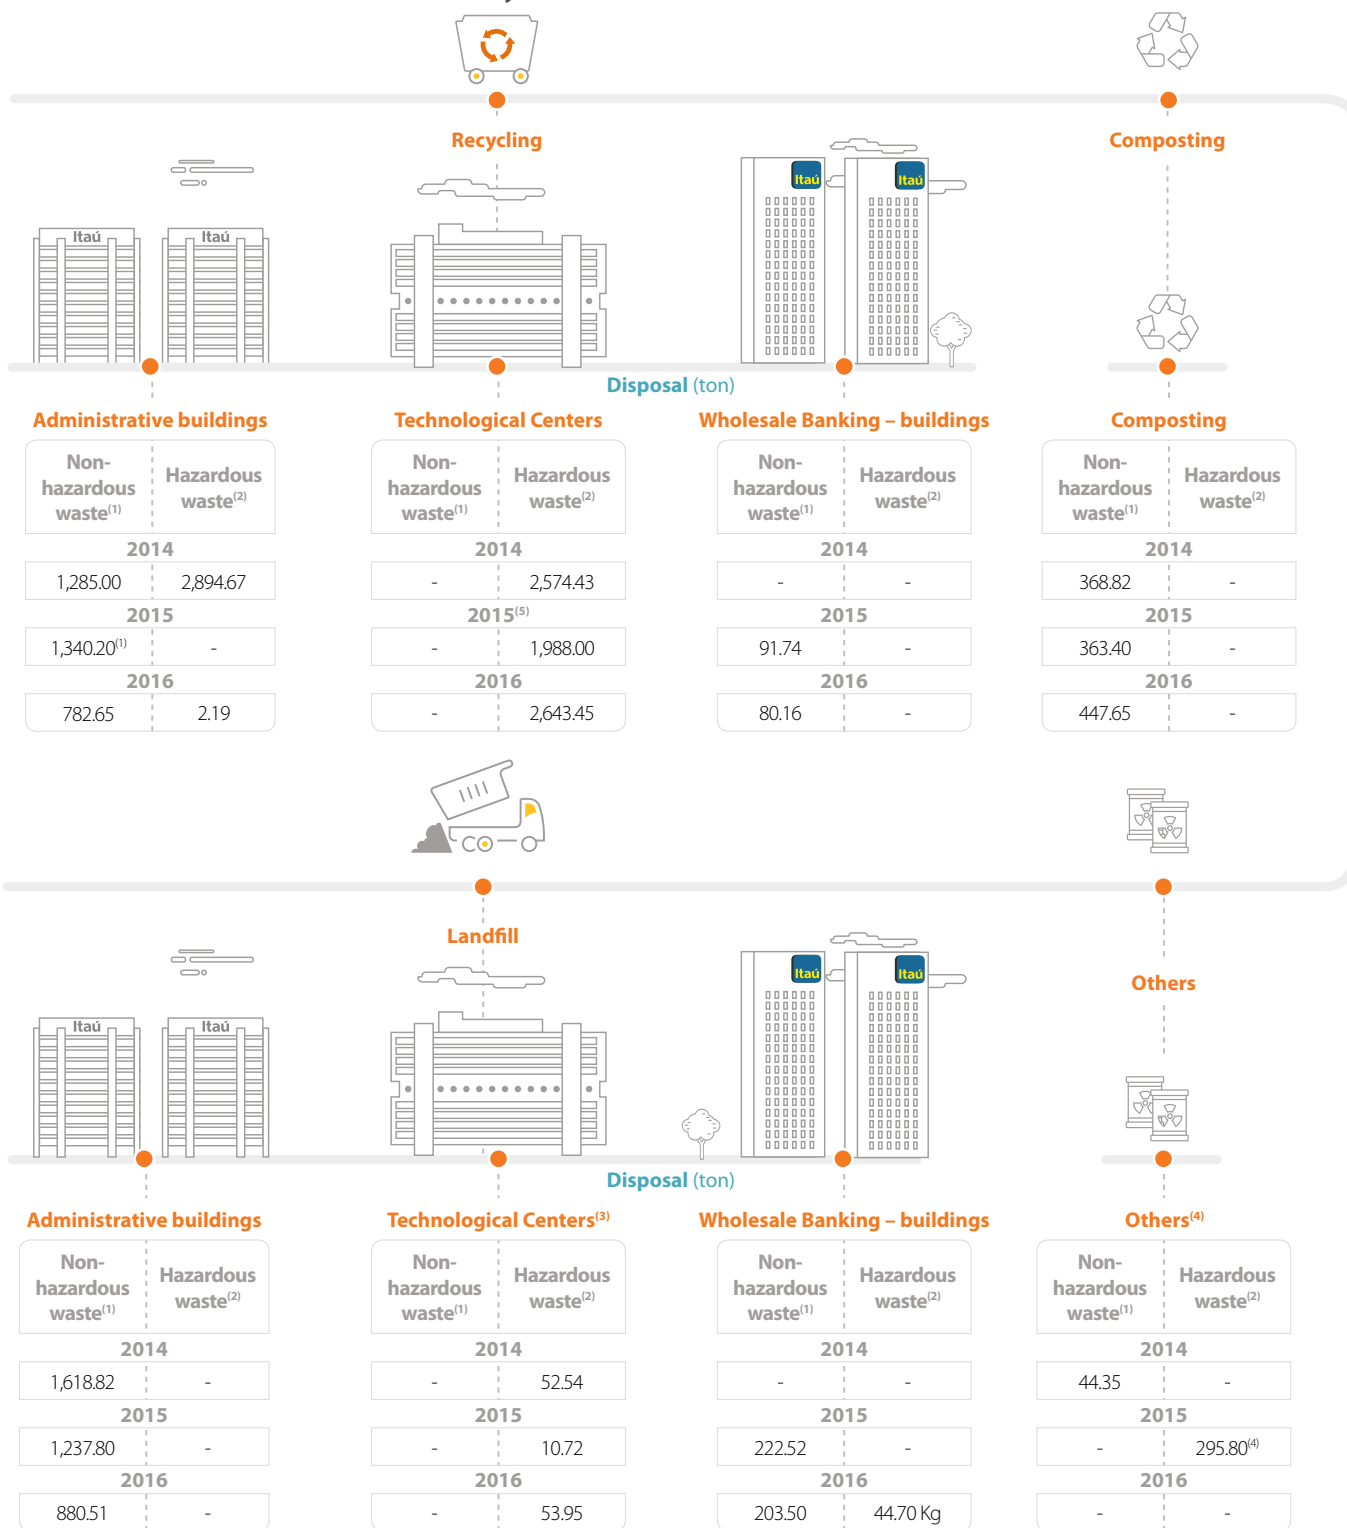 Recycling
Composting
Itaú Itaú
Itaú Itaú
Disposal (ton)
Administrative buildings
Non-hazardous waste(1)
Hazardous waste(2)
2014
1,285.00 2,894.67
2015
1,340.20(1) -
2016
782.65 2.19
Technological Centers
Non-hazardous waste(1)
Hazardous waste(2)
2014
- 2,574.43
2015(5)
- 1,988.00
2016
- 2,643.45
Wholesale Banking – buildings
Non-hazardous waste(1)
Hazardous waste(2)
2014
- -
2015
91.74 -
2016
80.16 -
Composting
Non-hazardous waste(1)
Hazardous waste(2)
2014
368.82 -
2015
363.40 -
2016
447.65 -
Landfill
Others
Itaú Itaú
Itaú Itaú
Disposal (ton)
Administrative buildings
Non-hazardous waste(1)
Hazardous waste(2)
2014
1,618.82 -
2015
1,237.80 -
2016
880.51 -
Technological Centers(3)
Non-hazardous waste(1)
Hazardous waste(2)
2014
- 52.54
2015
- 10.72
2016
- 53.95
Wholesale Banking – buildings
Non-hazardous waste(1)
Hazardous waste(2)
2014
- -
2015
222.52 -
2016
203.50 44.70 Kg
Others(4)
Non-hazardous waste(1)
Hazardous waste(2)
2014
44.35 -
2015
- 295.80(4)
2016
- -